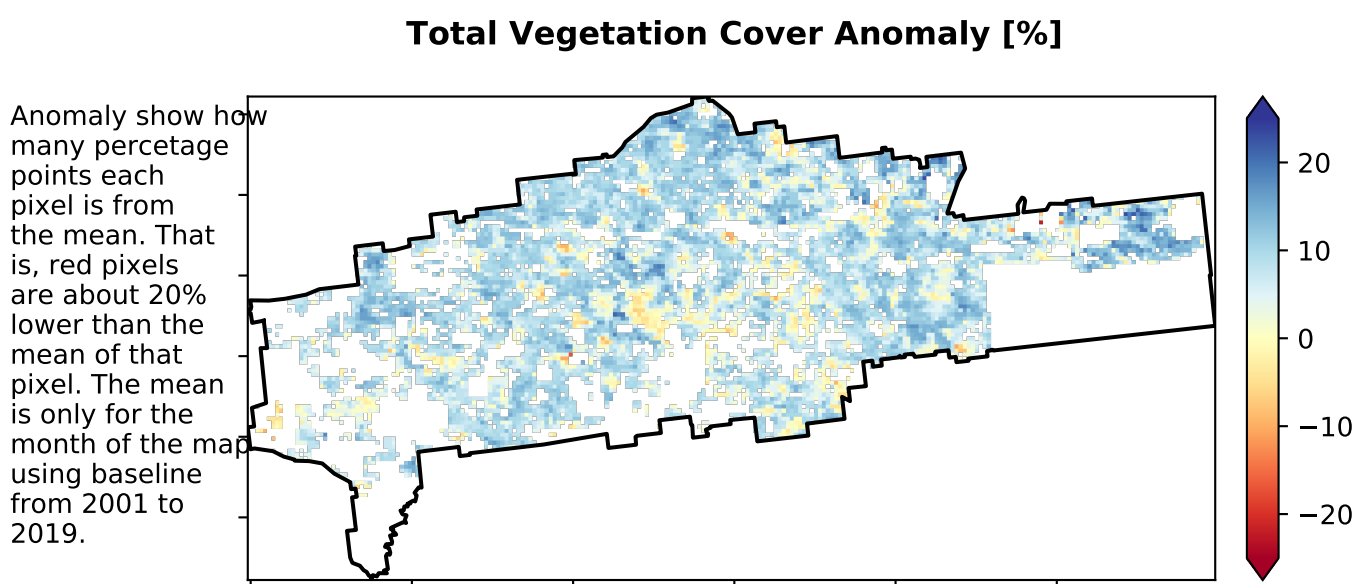 Total Vegetation Cover Anomaly [%]
Anomaly show how
many percetage
points each
pixel is from
the mean. That
is, red pixels
are about 20%
lower than the
mean of that
pixel. The mean
is only for the
month of the map
using baseline
from 2001 to
2019.
20
10
0
−10
−20